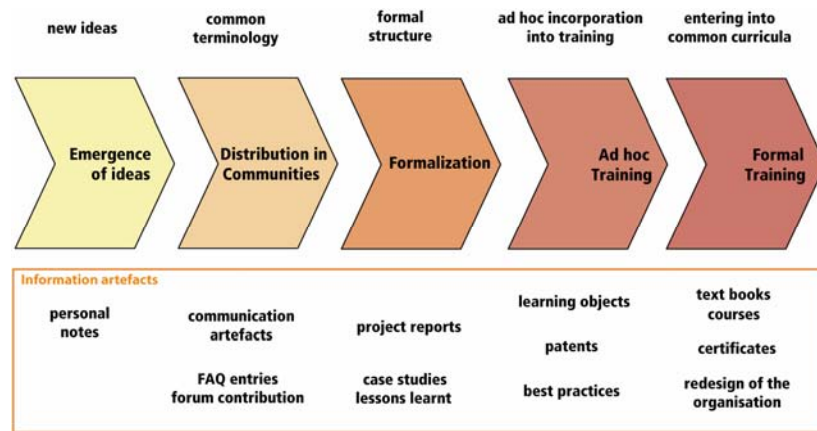 new ideas
common
terminology
formal
structure
ad hoc incorporation
into training
entering into
common curricula
Emergence
of ideas
Distribution in
Communities
Formalization
Ad hoc
Training
Formal
Training
Information artefacts
personal
notes
communication
artefacts
FAQ entries
forum contribution
project reports
case studies
lessons learnt
learning objects
patents
best practices
text books
courses
certificates
redesign of the
organisation